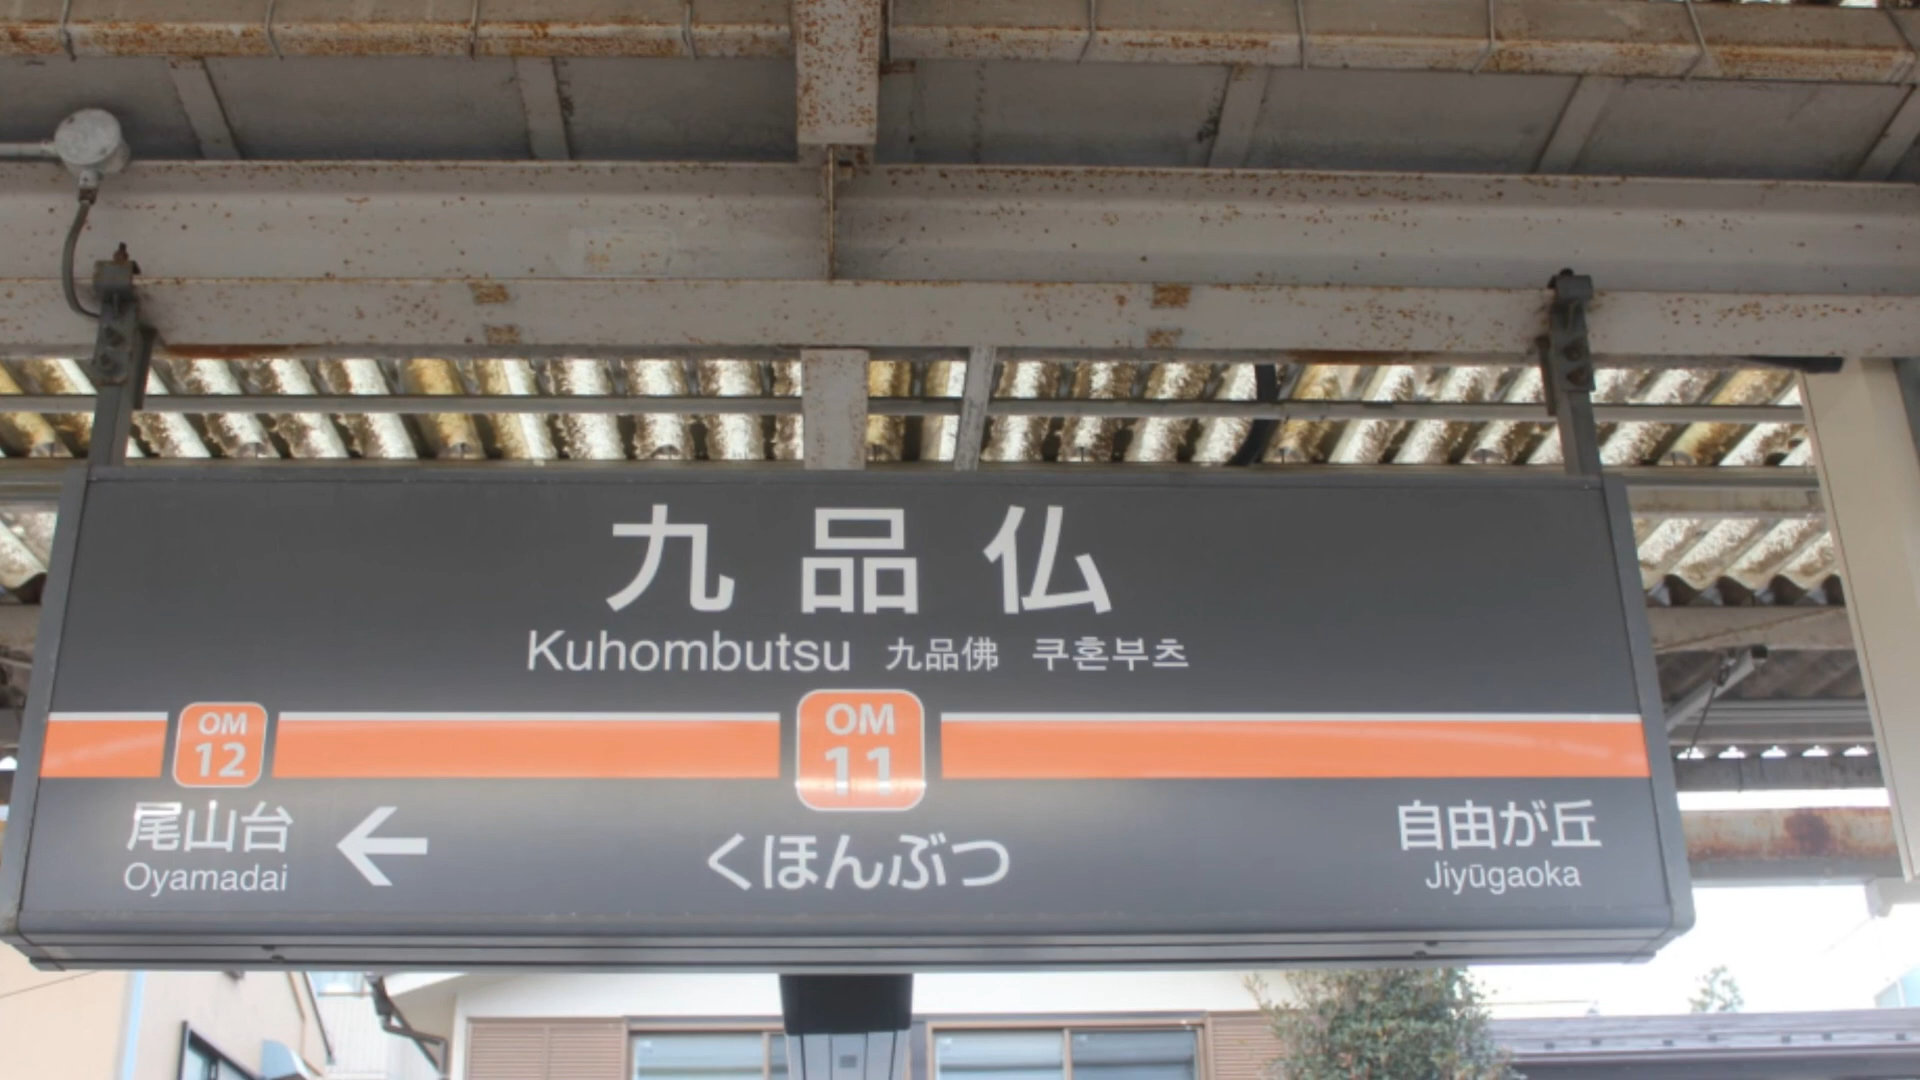 九品仏
Kuhombutsu 九品佛 쿠혼부츠
OM 12
OM 11
尾山台
Oyamadai
くほんぶつ
自由が丘
Jiyūgaoka